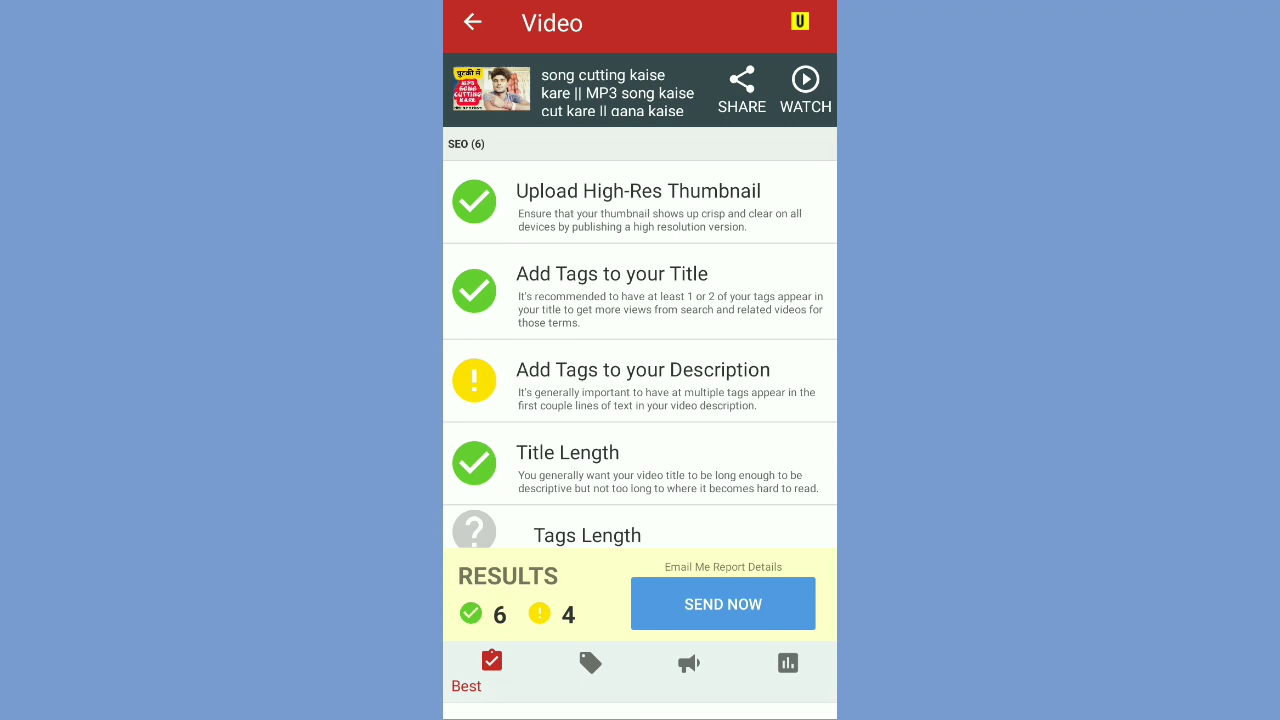 Video
U
चुटकी में
MP3
SONG
CUTTING
KARE
song cutting kaise
kare || MP3 song kaise
cut kare || gana kaise
SHARE
WATCH
SEO (6)
Upload High-Res Thumbnail
Ensure that your thumbnail shows up crisp and clear on all
devices by publishing a high resolution version.
Add Tags to your Title
It's recommended to have at least 1 or 2 of your tags appear in
your title to get more views from search and related videos for
those terms.
Add Tags to your Description
It's generally important to have at multiple tags appear in the
first couple lines of text in your video description.
Title Length
You generally want your video title to be long enough to be
descriptive but not too long to where it becomes hard to read.
Tags Length
RESULTS
6 4
Email Me Report Details
SEND NOW
Best